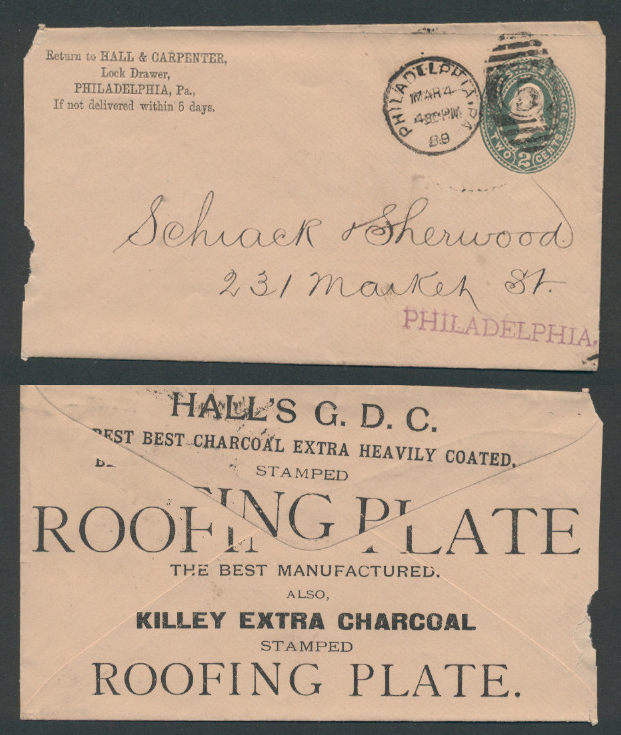 Return to HALL & CARPENTER,
Lock Drawer,
PHILADELPHIA, Pa.,
If not delivered within 5 days.
PHILADELPHIA, PA
MAR 4
PM
89
TWO 2 CENTS
Schiack & Sherwood
231 Market St.
PHILADELPHIA.
HALL'S G. D. C.
BEST BEST CHARCOAL EXTRA HEAVILY COATED,
STAMPED
ROOFING PLATE
THE BEST MANUFACTURED.
ALSO,
KILLEY EXTRA CHARCOAL
STAMPED
ROOFING PLATE.